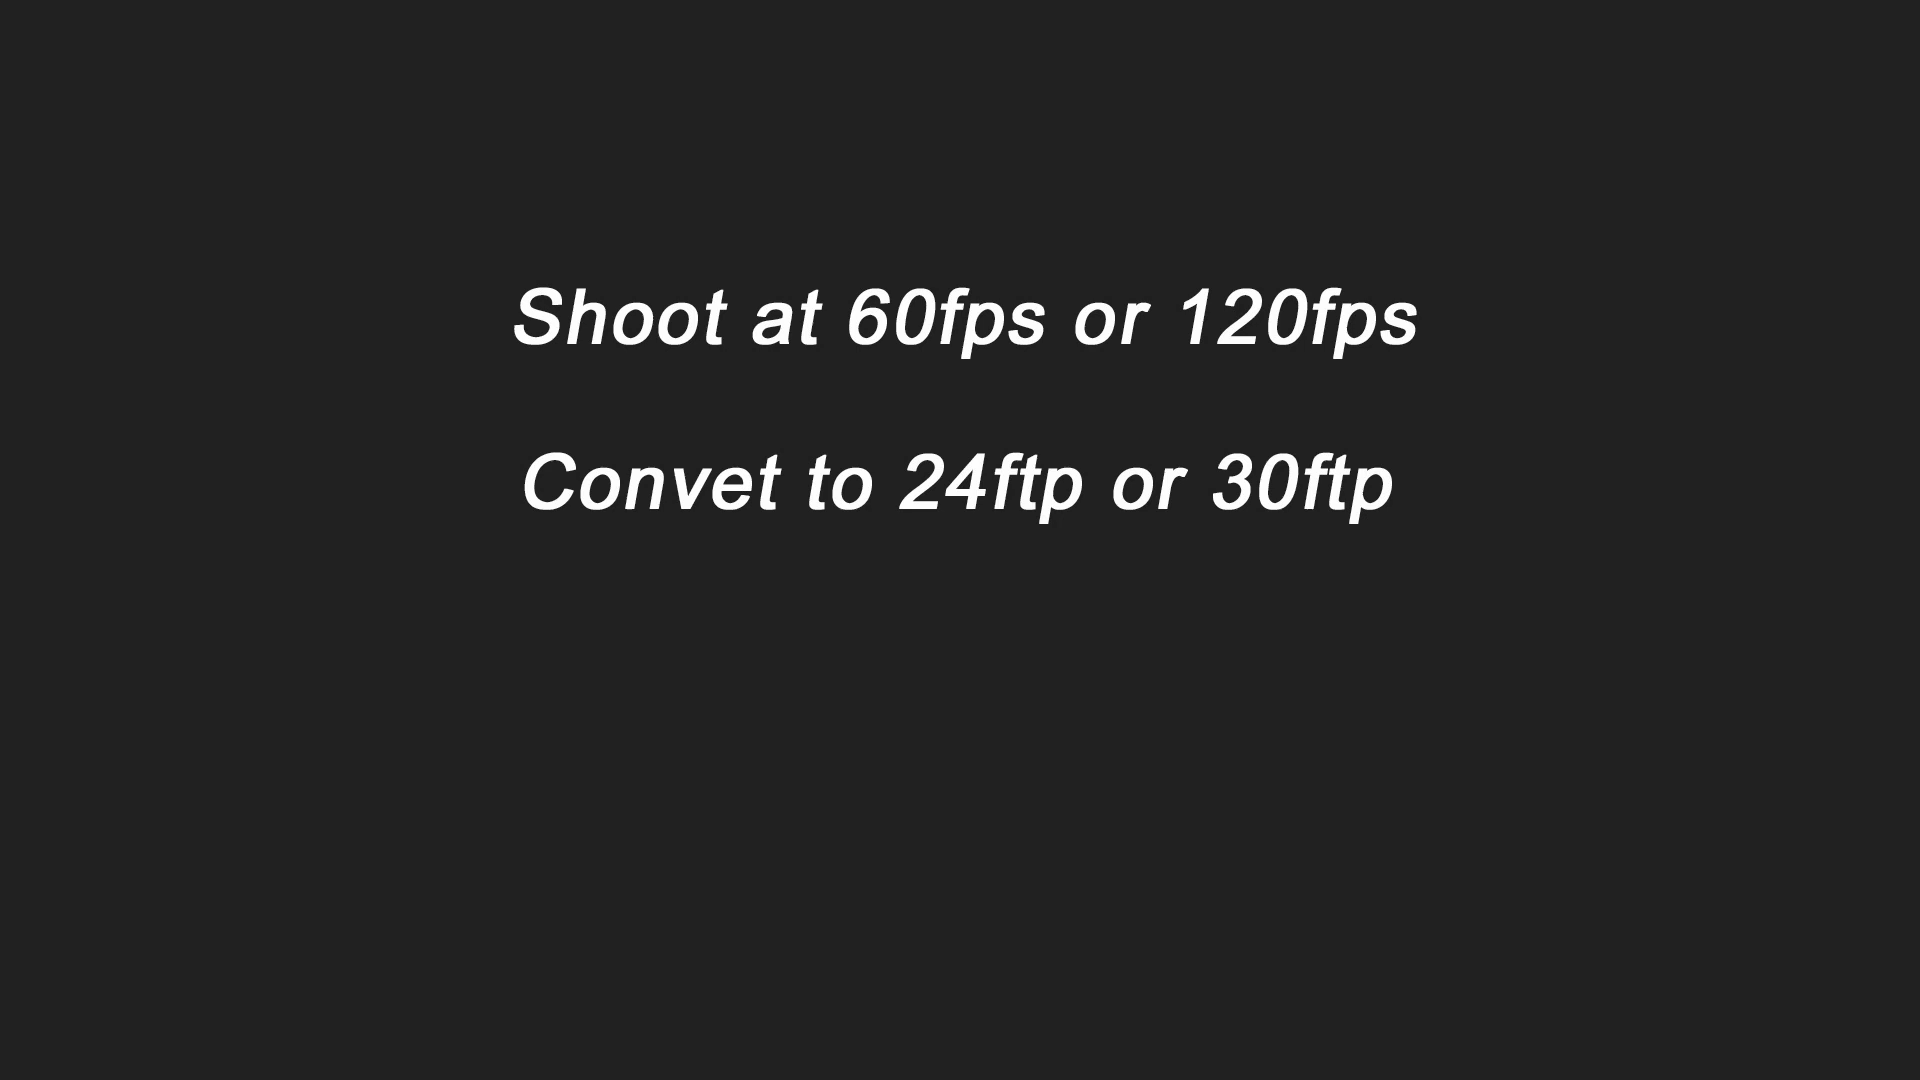 Shoot at 60fps or 120fps
Convet to 24ftp or 30ftp